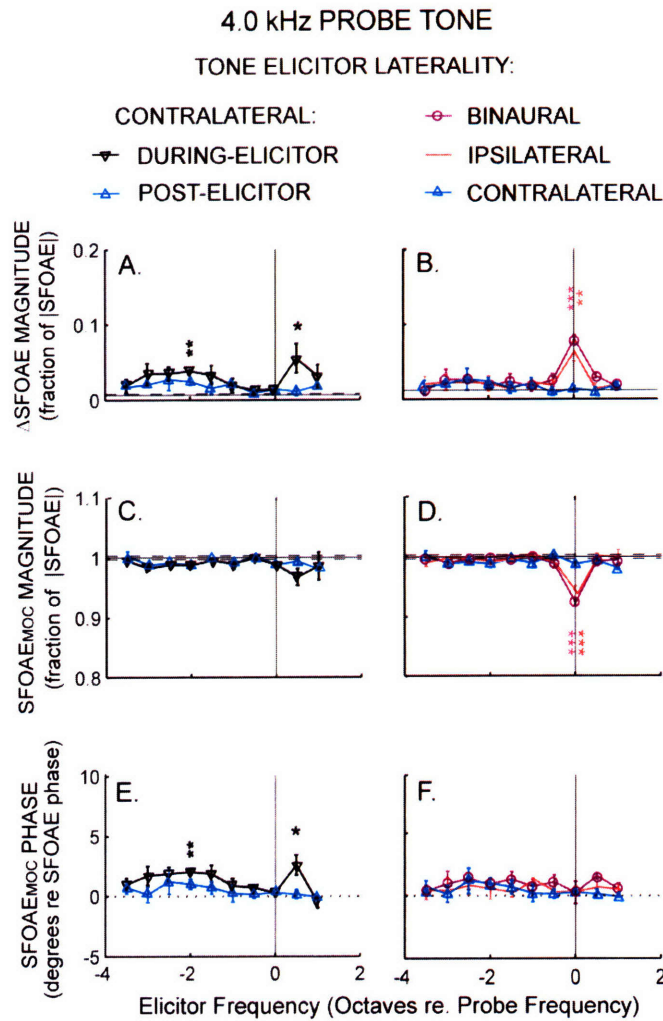 4.0 kHz PROBE TONE
TONE ELICITOR LATERALITY:
CONTRALATERAL:
DURING-ELICITOR
POST-ELICITOR
BINAURAL
IPSILATERAL
CONTRALATERAL
ΔSFOAE MAGNITUDE
(fraction of |SFOAE|)
0.2
0.1
0
A.
**
*
B.
***
**
SFOAEMOC MAGNITUDE
(fraction of |SFOAE|)
1.1
1
0.9
0.8
C.
D.
***
***
SFOAEMOC PHASE
(degrees re SFOAE phase)
10
5
0
-5
E.
**
*
F.
-4 -2 0 2
-4 -2 0 2
Elicitor Frequency (Octaves re. Probe Frequency)